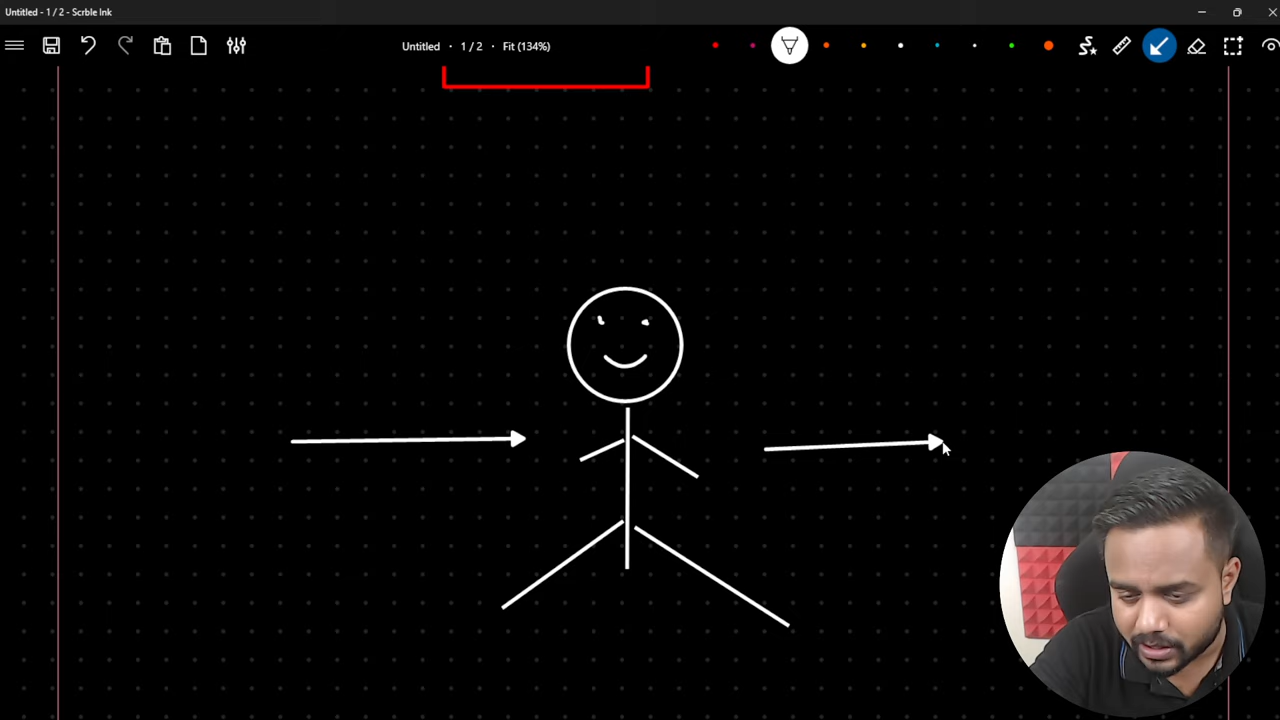 Untitled - 1 / 2 - Scrble Ink
Untitled · 1 / 2 · Fit (134%)